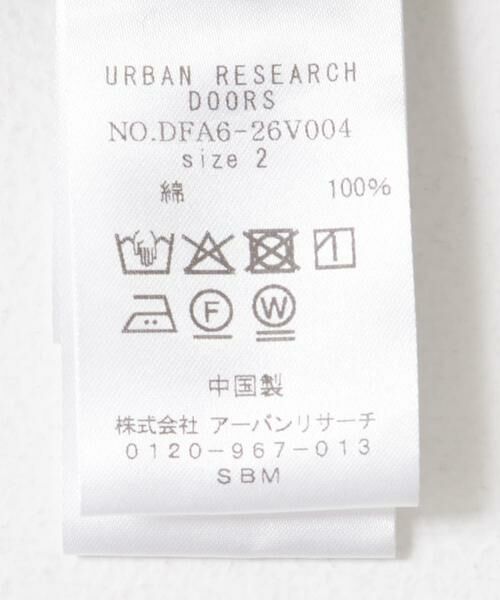 URBAN RESEARCH
DOORS
NO.DFA6-26V004
size 2
綿 100%
F W
中国製
株式会社 アーバンリサーチ
0120-967-013
SBM